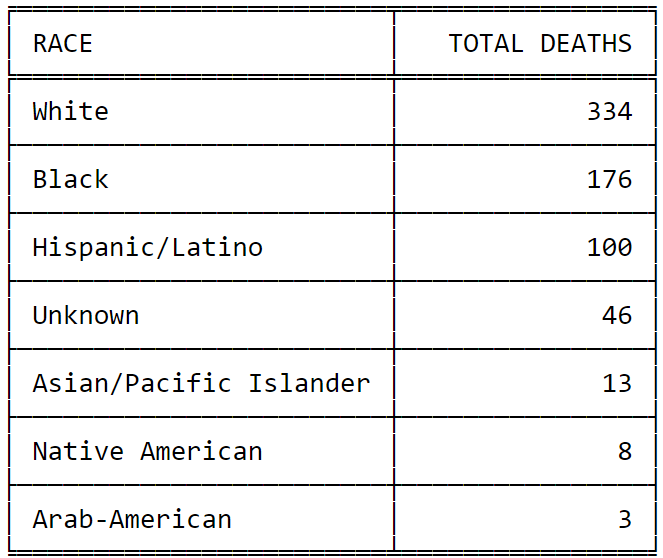 RACE TOTAL DEATHS
White 334
Black 176
Hispanic/Latino 100
Unknown 46
Asian/Pacific Islander 13
Native American 8
Arab-American 3